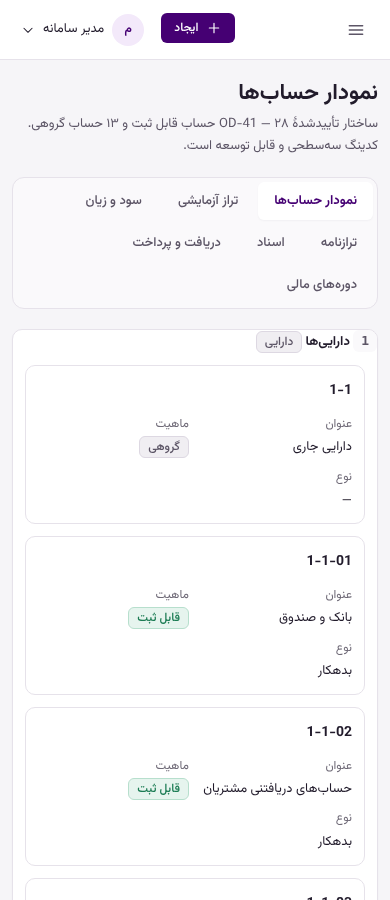 ایجاد
م
مدیر سامانه
نمودار حساب‌ها
ساختار تأییدشدهٔ OD-41 — ۲۸ حساب قابل ثبت و ۱۳ حساب گروهی.
کدینگ سه‌سطحی و قابل توسعه است.
نمودار حساب‌ها تراز آزمایشی سود و زیان
ترازنامه اسناد دریافت و پرداخت
دوره‌های مالی
1 دارایی‌ها دارایی
1-1
عنوان ماهیت
دارایی جاری گروهی
نوع
—
1-1-01
عنوان ماهیت
بانک و صندوق قابل ثبت
نوع
بدهکار
1-1-02
عنوان ماهیت
حساب‌های دریافتنی مشتریان قابل ثبت
نوع
بدهکار